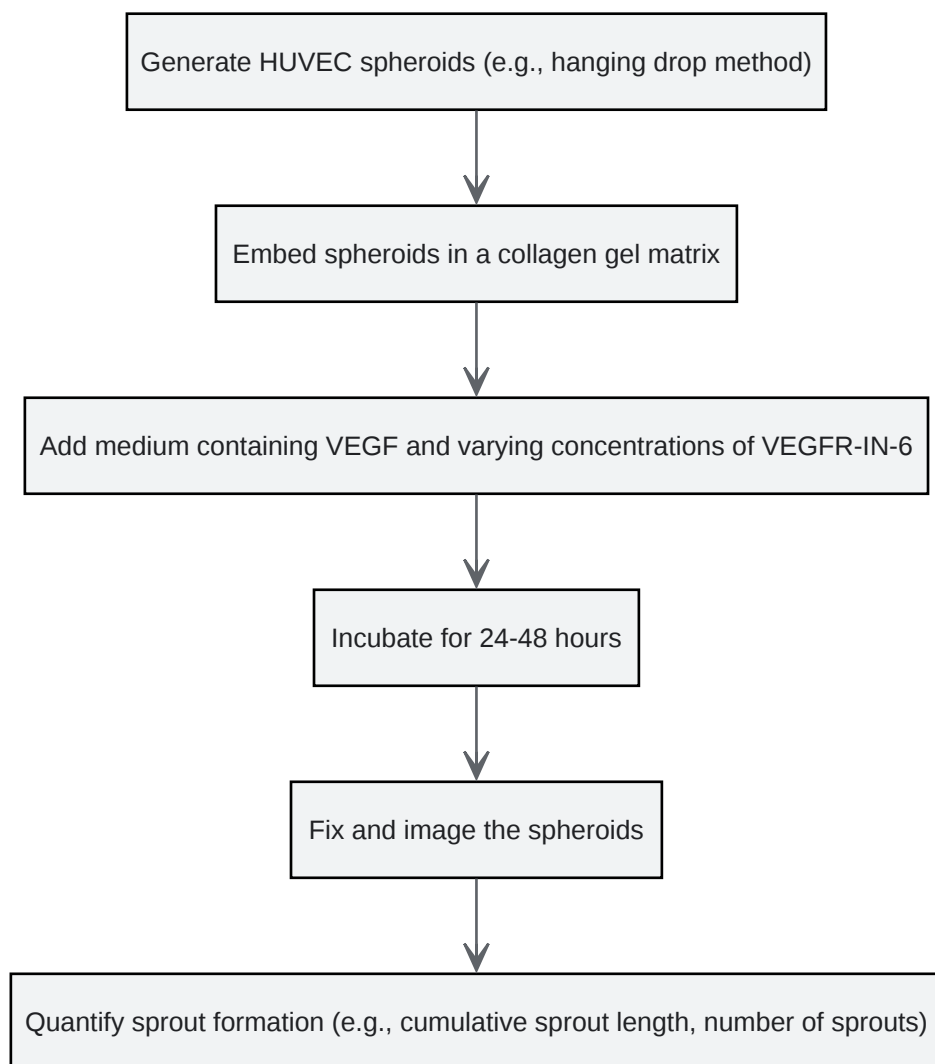 Generate HUVEC spheroids (e.g., hanging drop method)
Embed spheroids in a collagen gel matrix
Add medium containing VEGF and varying concentrations of VEGFR-IN-6
Incubate for 24-48 hours
Fix and image the spheroids
Quantify sprout formation (e.g., cumulative sprout length, number of sprouts)